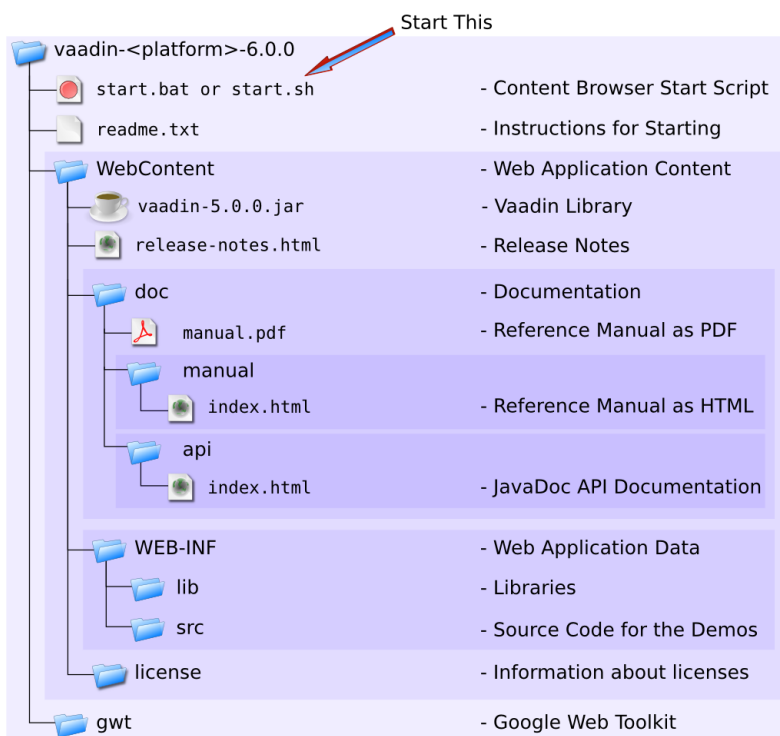 Start This
vaadin-<platform>-6.0.0
start.bat or start.sh - Content Browser Start Script
readme.txt - Instructions for Starting
WebContent - Web Application Content
vaadin-5.0.0.jar - Vaadin Library
release-notes.html - Release Notes
doc - Documentation
manual.pdf - Reference Manual as PDF
manual
index.html - Reference Manual as HTML
api
index.html - JavaDoc API Documentation
WEB-INF - Web Application Data
lib - Libraries
src - Source Code for the Demos
license - Information about licenses
gwt - Google Web Toolkit